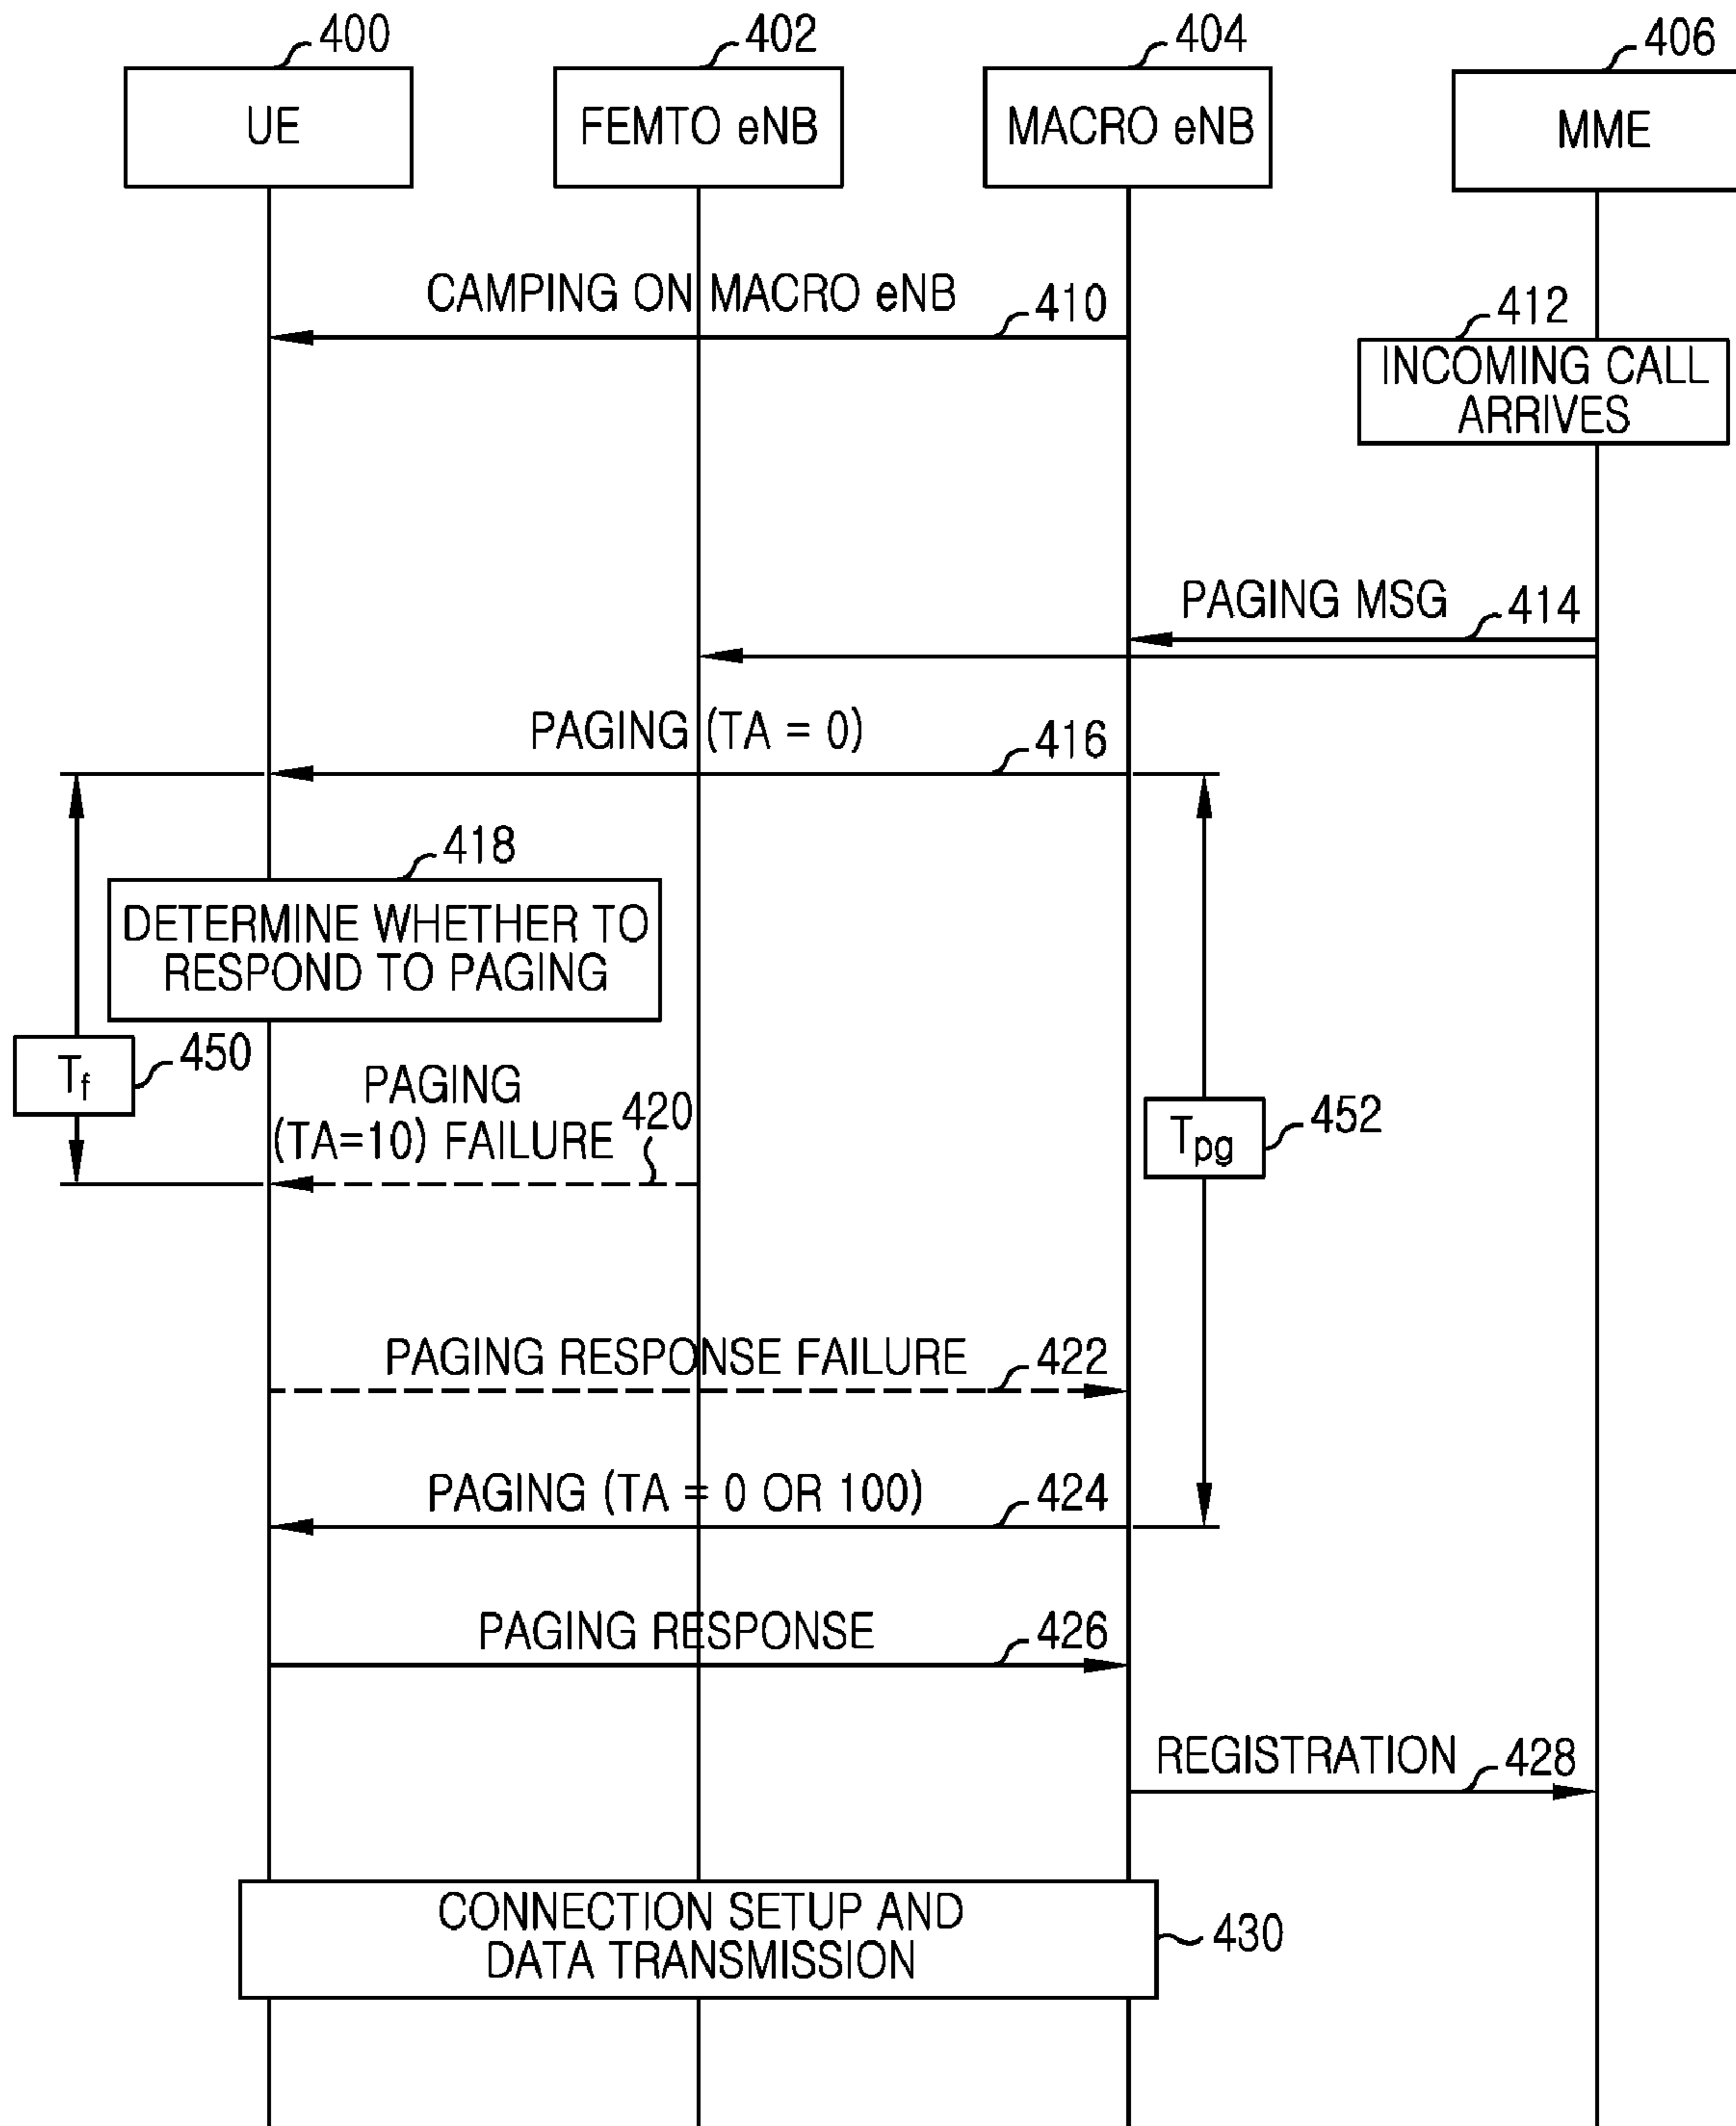 400
402
404
406
UE
FEMTO eNB
MACRO eNB
MME
CAMPING ON MACRO eNB
410
412
INCOMING CALL
ARRIVES
PAGING MSG
414
PAGING (TA = 0)
416
418
DETERMINE WHETHER TO
RESPOND TO PAGING
Tf
450
PAGING
(TA=10) FAILURE
420
Tpg
452
PAGING RESPONSE FAILURE
422
PAGING (TA = 0 OR 100)
424
PAGING RESPONSE
426
REGISTRATION
428
CONNECTION SETUP AND
DATA TRANSMISSION
430